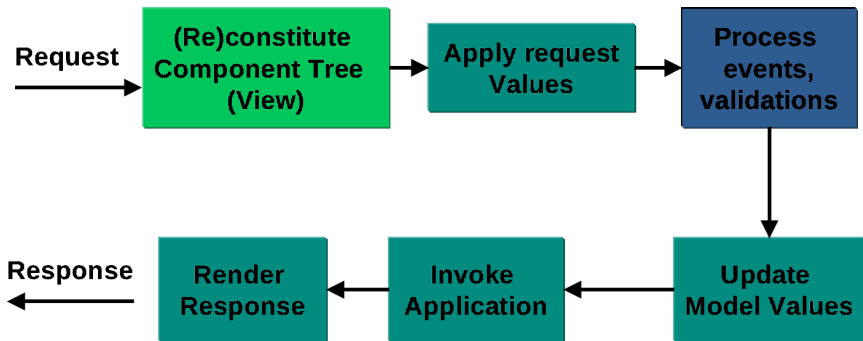 Request
(Re)constitute
Component Tree
(View)
Apply request
Values
Process
events,
validations
Response
Render
Response
Invoke
Application
Update
Model Values